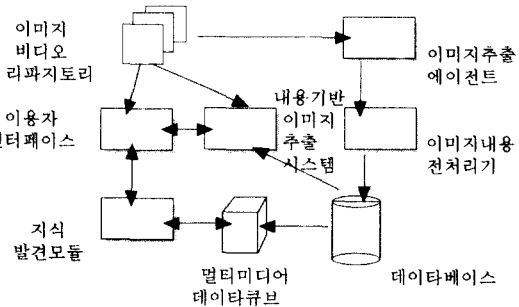 이미지
비디오
리파지토리
이미지추출
에이전트
이용자
터페이스
내용기반
이미지
추출
시스템
이미지내용
전처리기
지식
발견모듈
멀티미디어
데이타큐브
데이타베이스